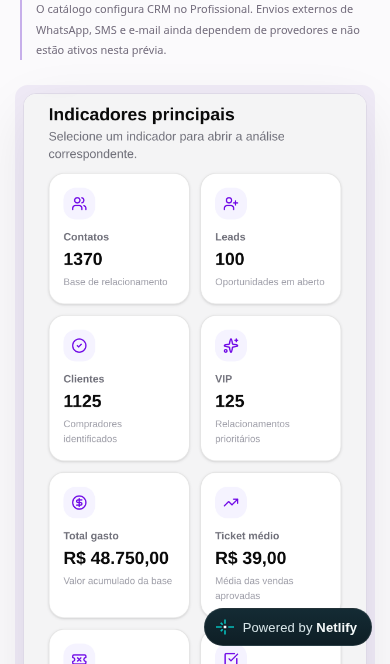 O catálogo configura CRM no Profissional. Envios externos de
WhatsApp, SMS e e-mail ainda dependem de provedores e não
estão ativos nesta prévia.
Indicadores principais
Selecione um indicador para abrir a análise
correspondente.
Contatos
1370
Base de relacionamento
Leads
100
Oportunidades em aberto
Clientes
1125
Compradores
identificados
VIP
125
Relacionamentos
prioritários
Total gasto
R$ 48.750,00
Valor acumulado da base
Ticket médio
R$ 39,00
Média das vendas
aprovadas
Powered by Netlify